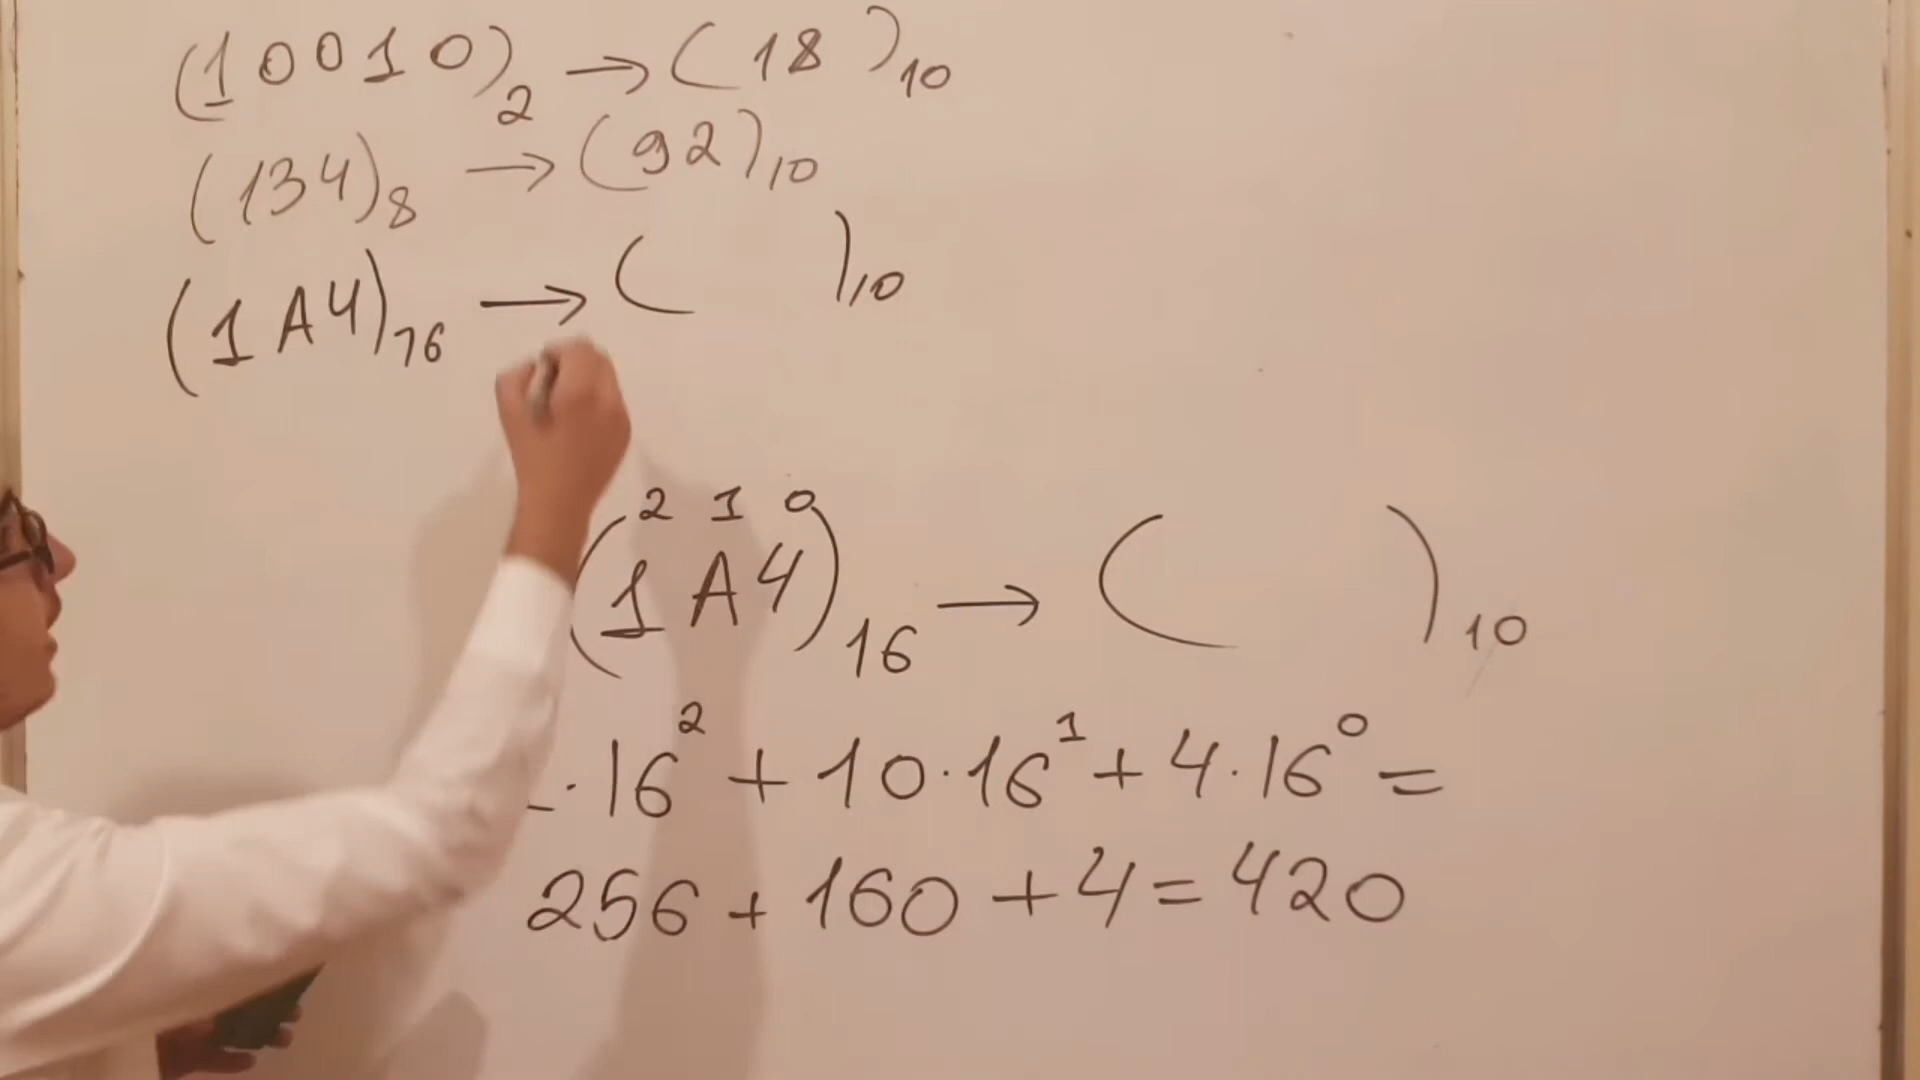 (10010)₂ → (18)₁₀
(134)₈ → (92)₁₀
(1A4)₁₆ → ( )₁₀
2 1 0
(1A4)₁₆ → ( )₁₀
·16² + 10·16¹ + 4·16⁰ =
256 + 160 + 4 = 420